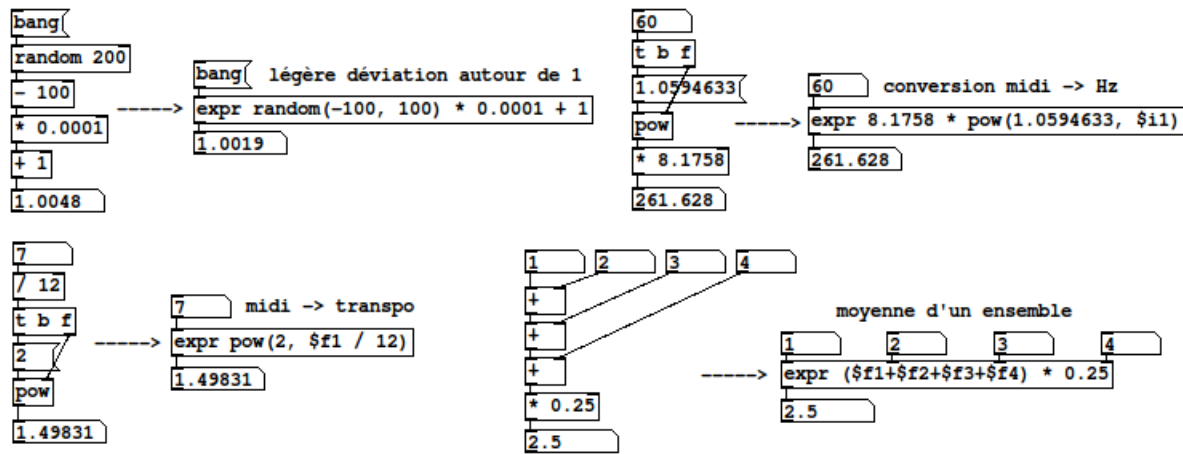 bang
random 200
- 100
* 0.0001
+ 1
1.0048
----->
bang légère déviation autour de 1
expr random(-100, 100) * 0.0001 + 1
1.0019
60
t b f
1.0594633
pow
* 8.1758
261.628
----->
60 conversion midi -> Hz
expr 8.1758 * pow(1.0594633, $i1)
261.628
7
/ 12
t b f
2
pow
1.49831
----->
7 midi -> transpo
expr pow(2, $f1 / 12)
1.49831
1 2 3 4
+
+
+
* 0.25
2.5
----->
moyenne d'un ensemble
1 2 3 4
expr ($f1+$f2+$f3+$f4) * 0.25
2.5